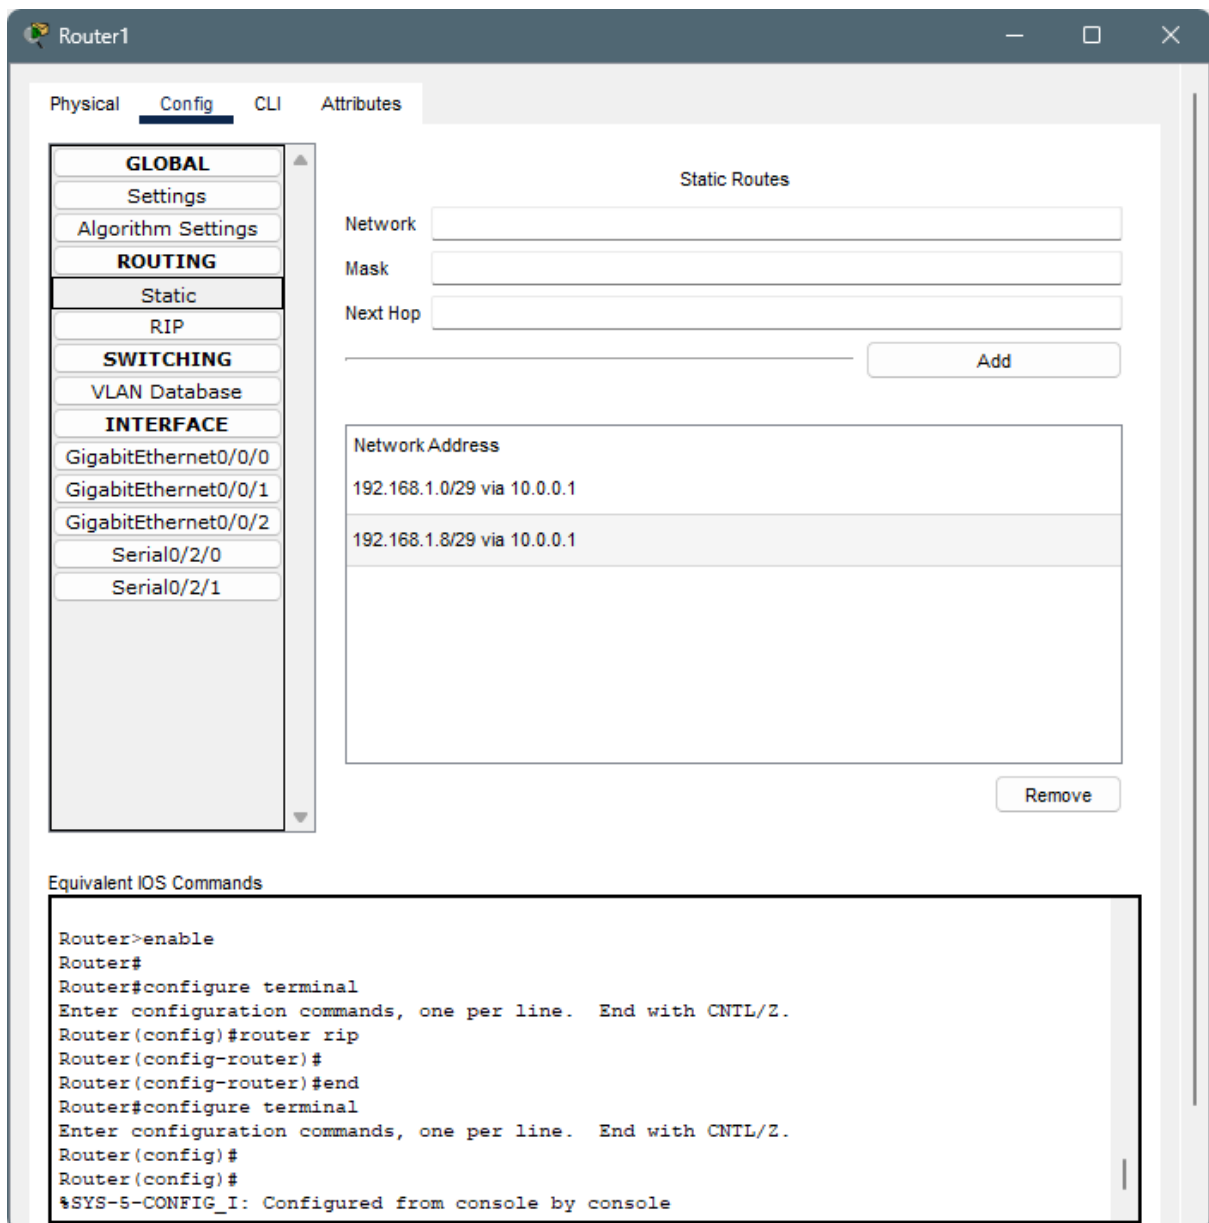 Router1
Physical Config CLI Attributes
GLOBAL
Settings
Algorithm Settings
ROUTING
Static
RIP
SWITCHING
VLAN Database
INTERFACE
GigabitEthernet0/0/0
GigabitEthernet0/0/1
GigabitEthernet0/0/2
Serial0/2/0
Serial0/2/1
Static Routes
Network
Mask
Next Hop
Add
Network Address
192.168.1.0/29 via 10.0.0.1
192.168.1.8/29 via 10.0.0.1
Remove
Equivalent IOS Commands
Router>enable
Router#
Router#configure terminal
Enter configuration commands, one per line.  End with CNTL/Z.
Router(config)#router rip
Router(config-router)#
Router(config-router)#end
Router#configure terminal
Enter configuration commands, one per line.  End with CNTL/Z.
Router(config)#
Router(config)#
%SYS-5-CONFIG_I: Configured from console by console